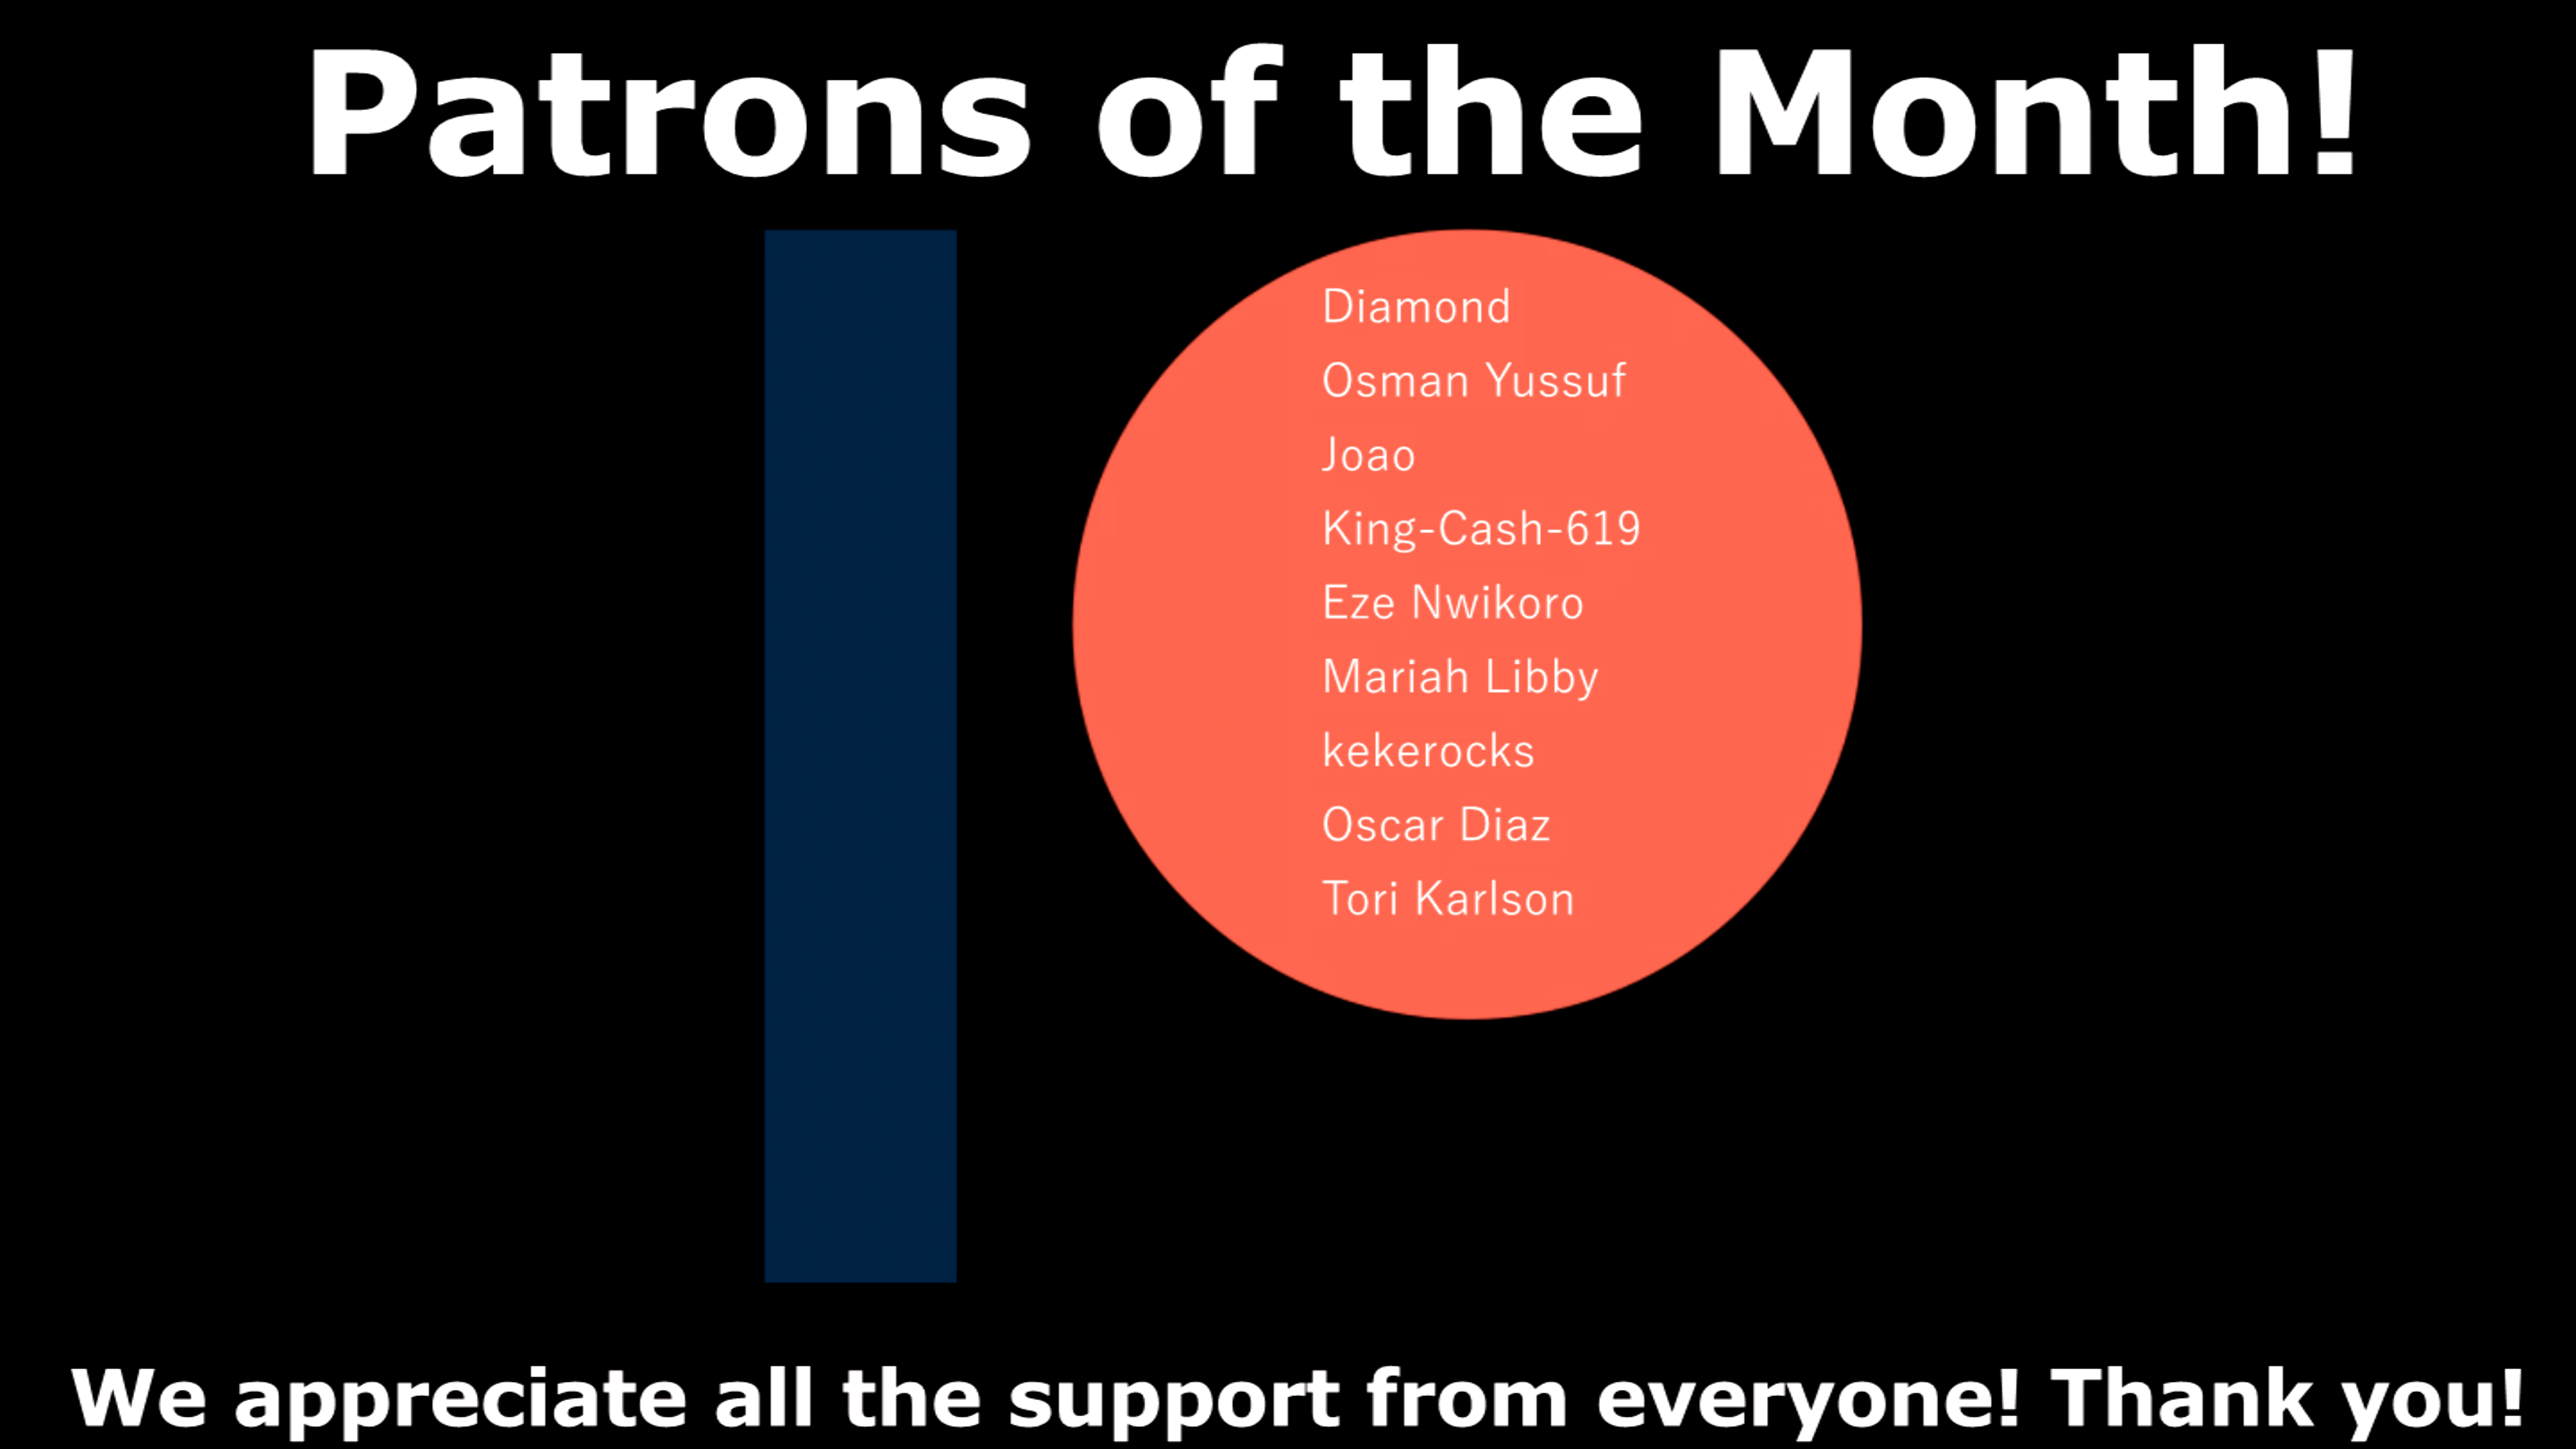 Patrons of the Month!
Diamond
Osman Yussuf
Joao
King-Cash-619
Eze Nwikoro
Mariah Libby
kekerocks
Oscar Diaz
Tori Karlson
We appreciate all the support from everyone! Thank you!